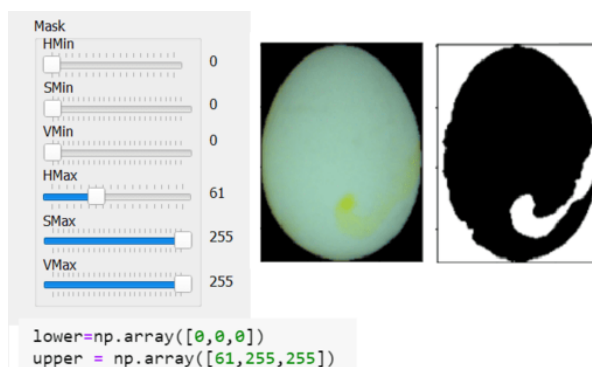 Mask
HMin
0
SMin
0
VMin
0
HMax
61
SMax
255
VMax
255
lower=np.array([0,0,0])
upper = np.array([61,255,255])